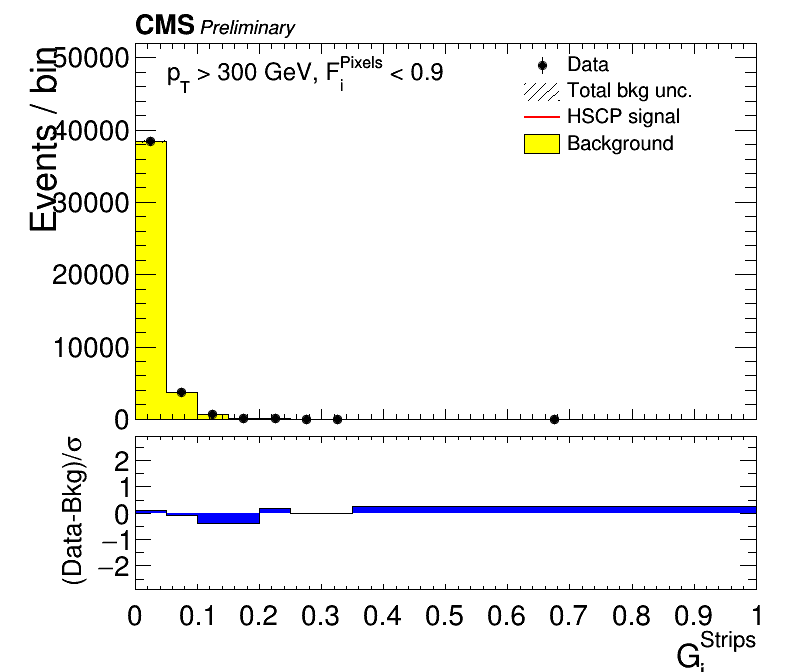 CMS Preliminary
p_T > 300 GeV, F_i^Pixels < 0.9
Data
Total bkg unc.
HSCP signal
Background
Events / bin
50000
40000
30000
20000
10000
0
(Data-Bkg)/σ
2
1
0
−1
−2
0 0.1 0.2 0.3 0.4 0.5 0.6 0.7 0.8 0.9 1
G_i^Strips